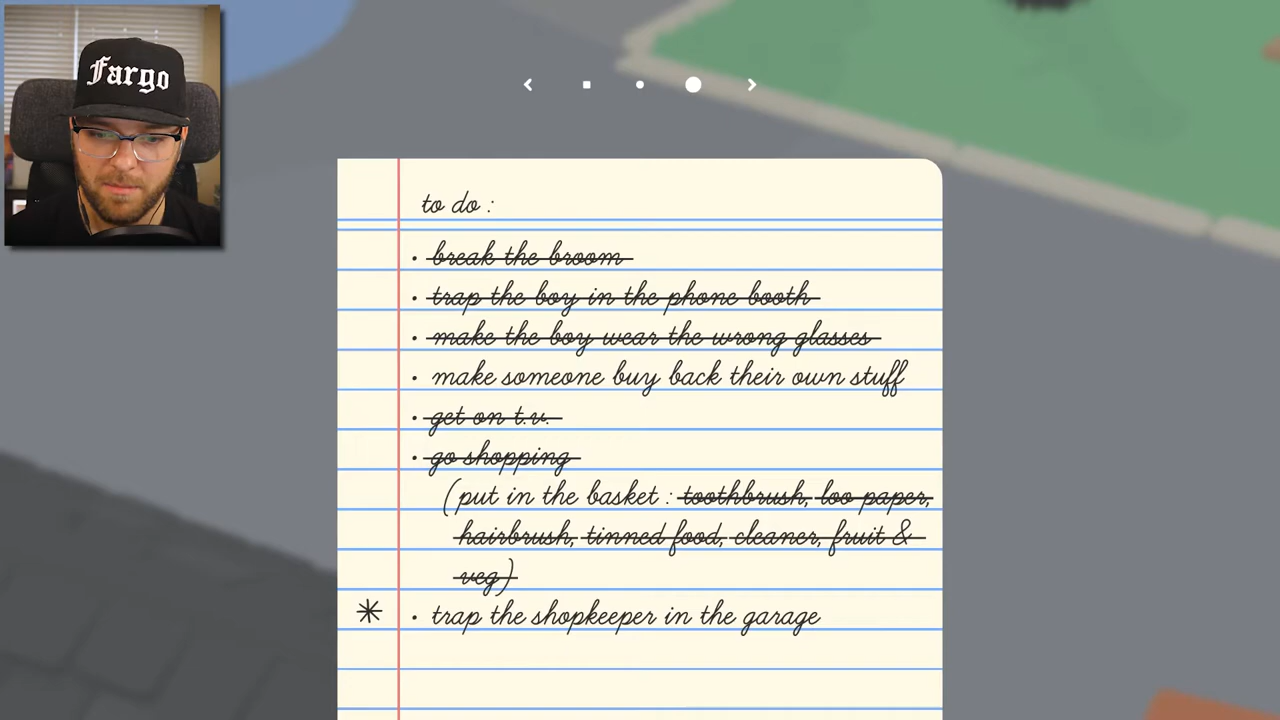 Fargo
to do :
• break the broom
• trap the boy in the phone booth
• make the boy wear the wrong glasses
• make someone buy back their own stuff
• get on t.v.
• go shopping
(put in the basket : toothbrush, loo paper,
hairbrush, tinned food, cleaner, fruit &
veg)
* • trap the shopkeeper in the garage